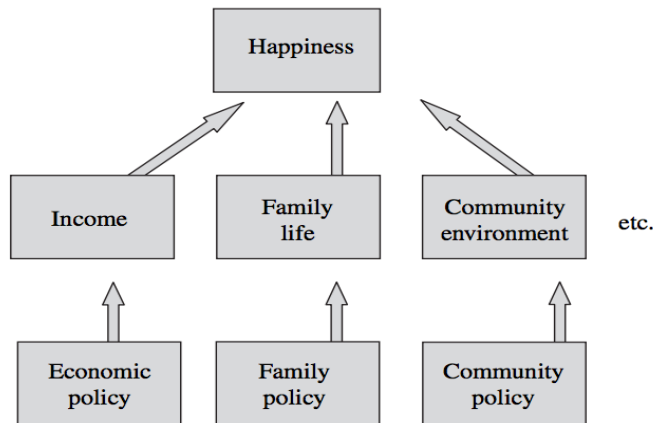 Happiness
Income
Family
life
Community
environment
etc.
Economic
policy
Family
policy
Community
policy